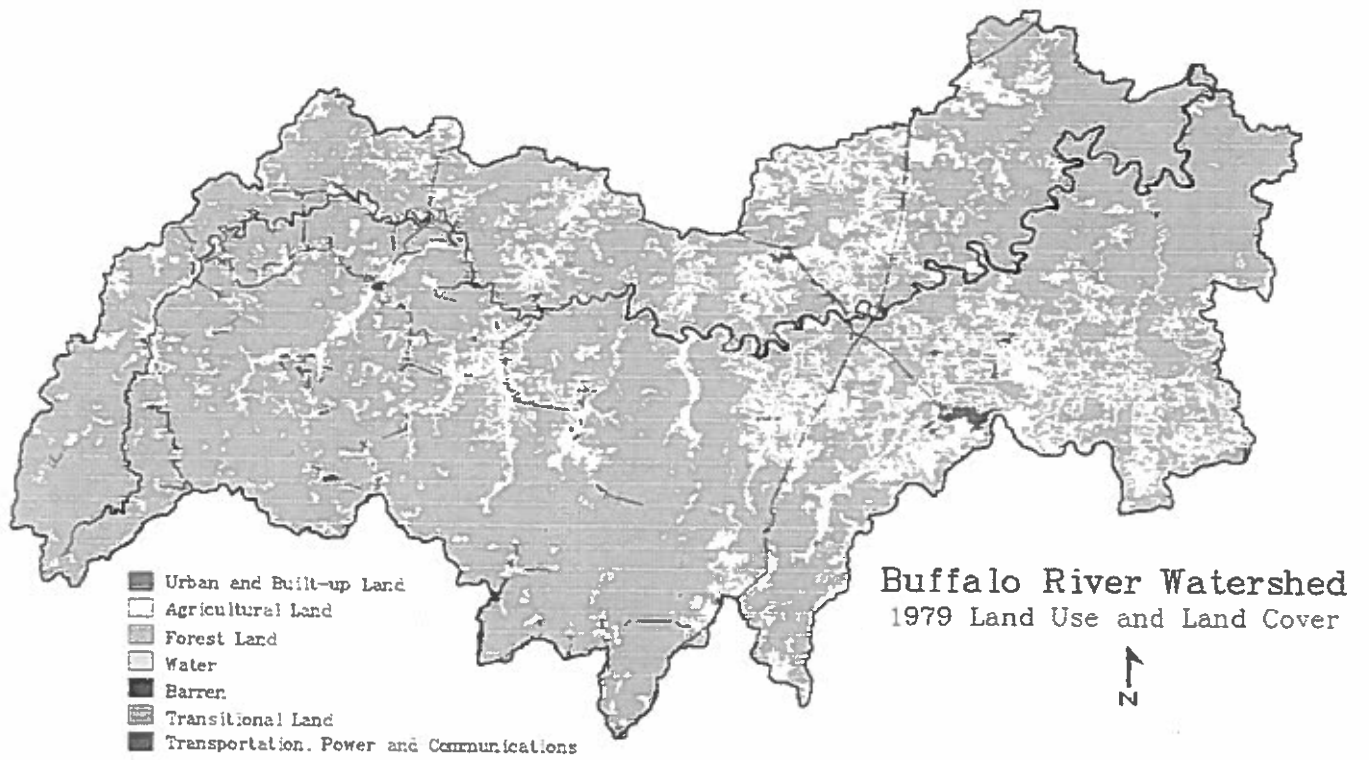 Urban and Built-up Land
Agricultural Land
Forest Land
Water
Barren
Transitional Land
Transportation, Power and Communications
Buffalo River Watershed
1979 Land Use and Land Cover
N